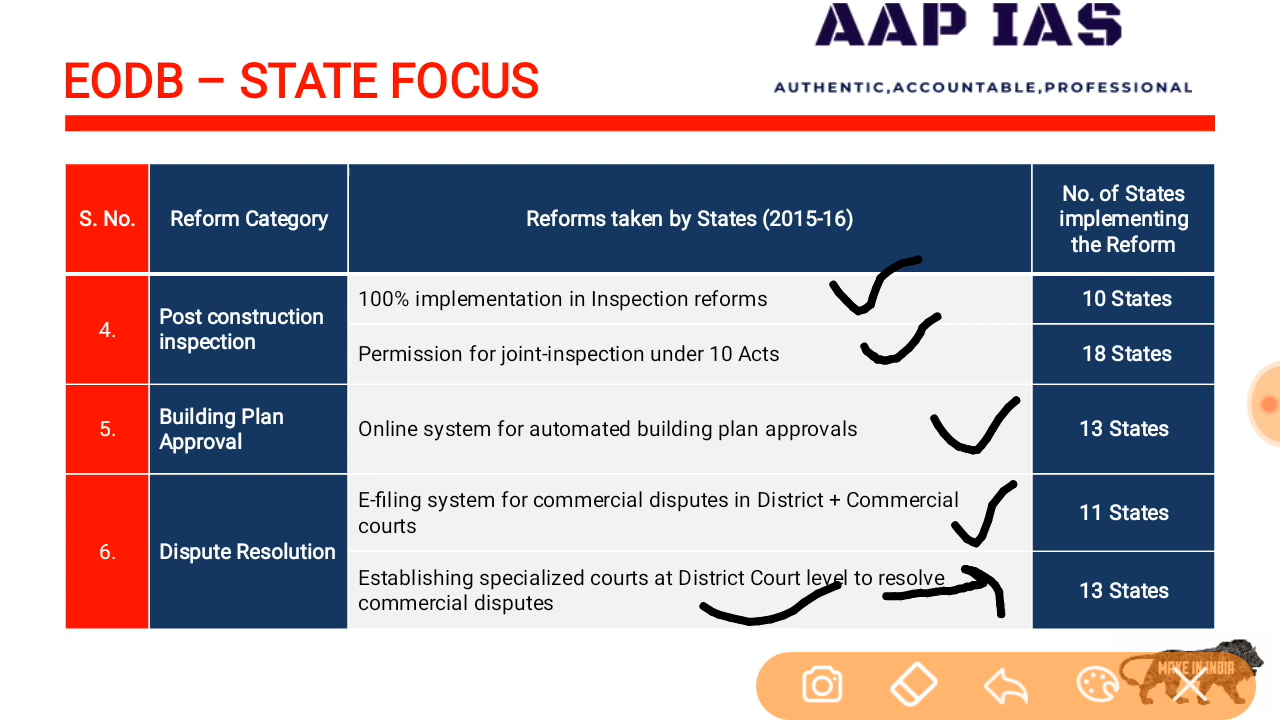 AAP IAS
AUTHENTIC,ACCOUNTABLE,PROFESSIONAL
EODB – STATE FOCUS
S. No.
Reform Category
Reforms taken by States (2015-16)
No. of States
implementing
the Reform
4.
Post construction
inspection
100% implementation in Inspection reforms
10 States
Permission for joint-inspection under 10 Acts
18 States
5.
Building Plan
Approval
Online system for automated building plan approvals
13 States
6.
Dispute Resolution
E-filing system for commercial disputes in District + Commercial
courts
11 States
Establishing specialized courts at District Court level to resolve
commercial disputes
13 States
MAKE IN INDIA